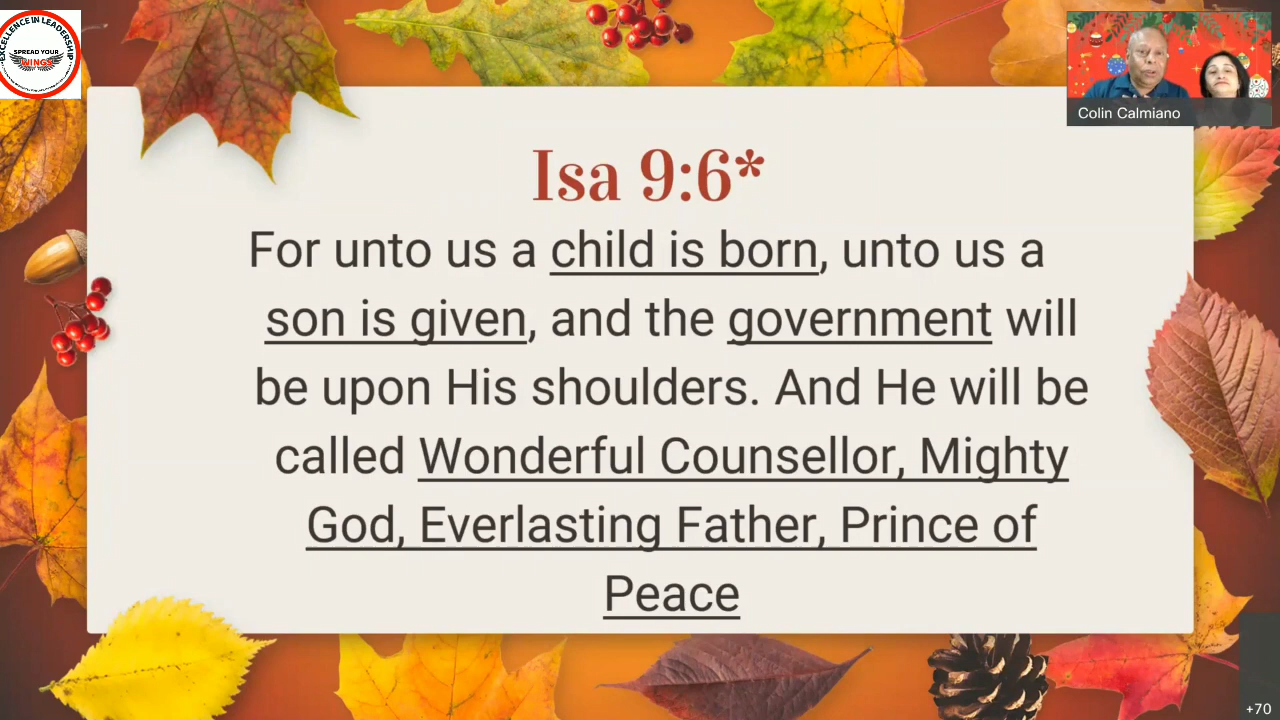 EXCELLENCE IN LEADERSHIP
SPREAD YOUR
WINGS
Colin Calmiano
Isa 9:6*
For unto us a child is born, unto us a
son is given, and the government will
be upon His shoulders. And He will be
called Wonderful Counsellor, Mighty
God, Everlasting Father, Prince of
Peace
+70